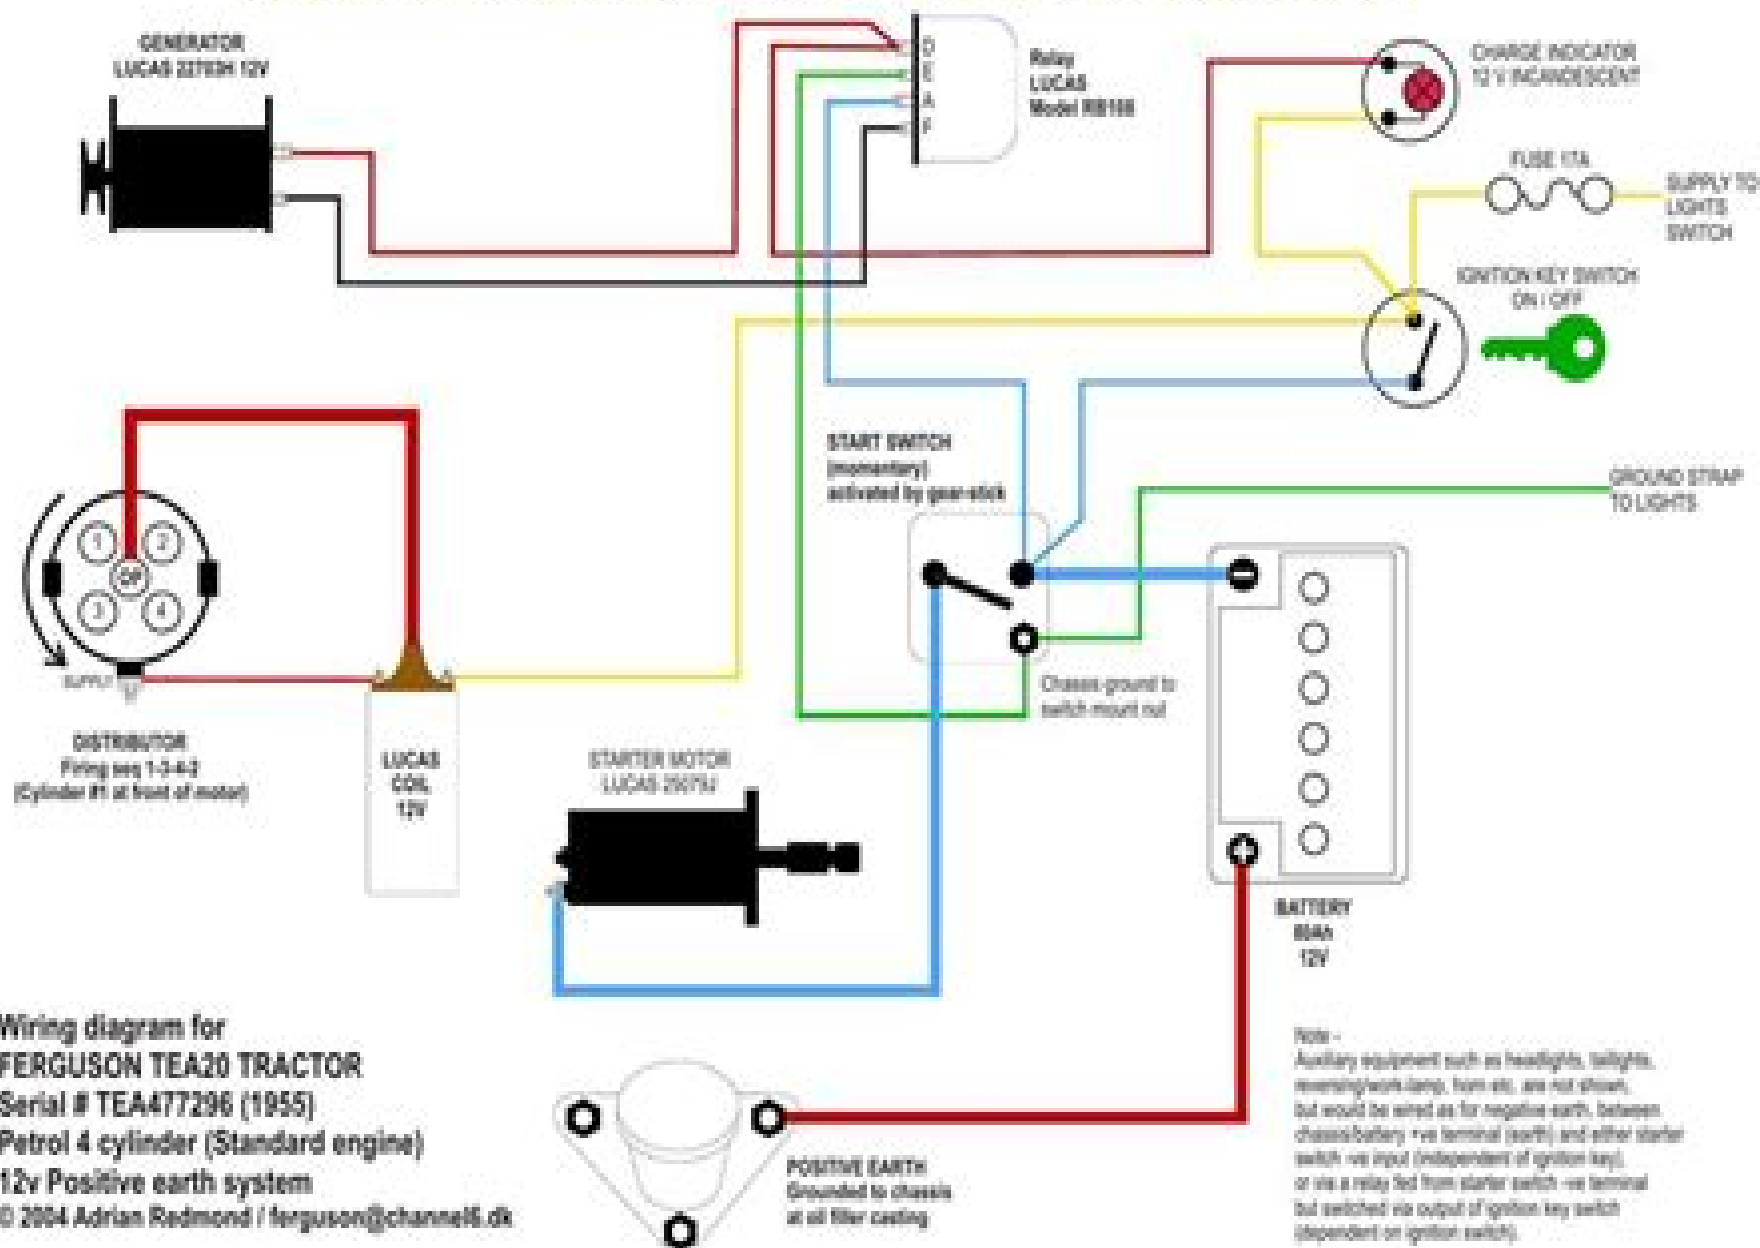 GENERATOR
LUCAS 22703H 12V
D
E
A
F
Relay
LUCAS
Model RB108
CHARGE INDICATOR
12 V INCANDESCENT
FUSE 17A
SUPPLY TO
LIGHTS
SWITCH
IGNITION KEY SWITCH
ON / OFF
START SWITCH
(momentary)
activated by gear-stick
GROUND STRAP
TO LIGHTS
1
2
3
4
SUPPLY
DISTRIBUTOR
Firing seq 1-3-4-2
(Cylinder #1 at front of motor)
LUCAS
COIL
12V
Chassis ground to
switch mount nut
STARTER MOTOR
LUCAS
BATTERY
80Ah
12V
Wiring diagram for
FERGUSON TEA20 TRACTOR
Serial # TEA477296 (1955)
Petrol 4 cylinder (Standard engine)
12v Positive earth system
© 2004 Adrian Redmond / ferguson@channel6.dk
POSITIVE EARTH
Grounded to chassis
at oil filler casting
Note -
Auxiliary equipment such as headlights, taillights,
reversing/work-lamp, horn etc. are not shown,
but would be wired as for negative earth, between
chassis/battery +ve terminal (earth) and either starter
switch -ve input (independent of ignition key),
or via a relay fed from starter switch -ve terminal
but switched via output of ignition key switch
(dependent on ignition switch).